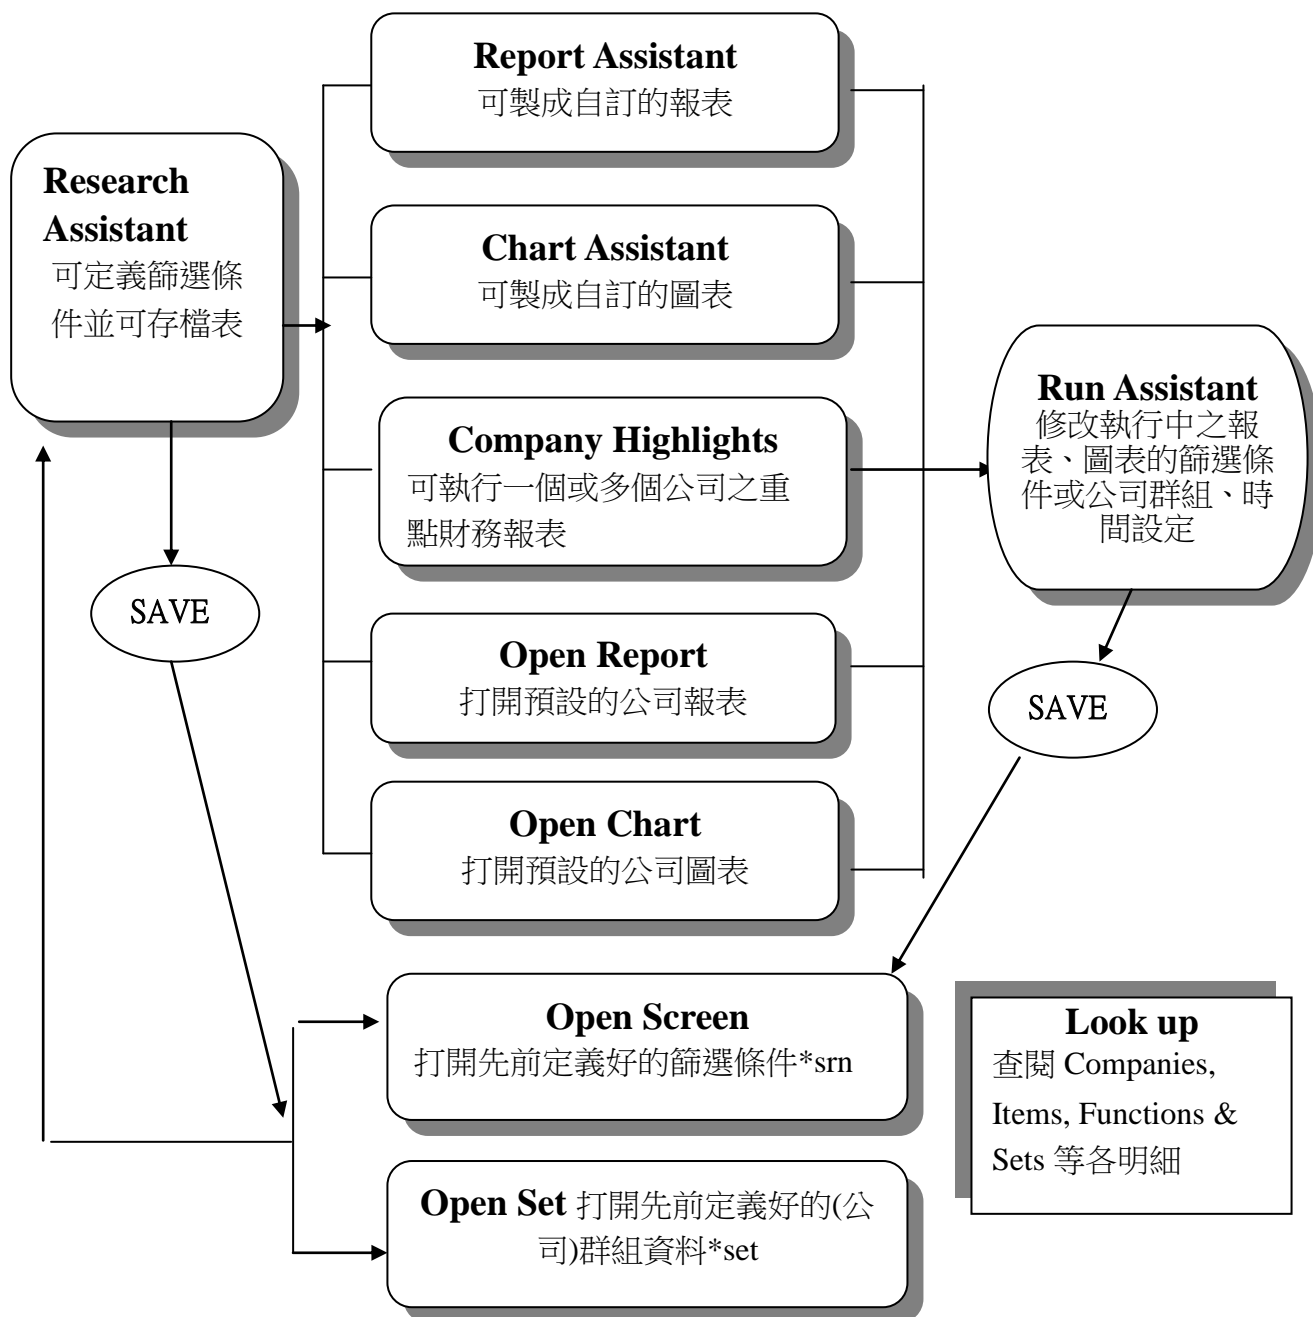 Report Assistant
可製成自訂的報表
Research
Assistant
可定義篩選條
件並可存檔表
Chart Assistant
可製成自訂的圖表
Company Highlights
可執行一個或多個公司之重
點財務報表
Run Assistant
修改執行中之報
表、圖表的篩選條
件或公司群組、時
間設定
SAVE
Open Report
打開預設的公司報表
SAVE
Open Chart
打開預設的公司圖表
Open Screen
打開先前定義好的篩選條件*srn
Look up
查閱 Companies,
Items, Functions &
Sets 等各明細
Open Set 打開先前定義好的(公
司)群組資料*set